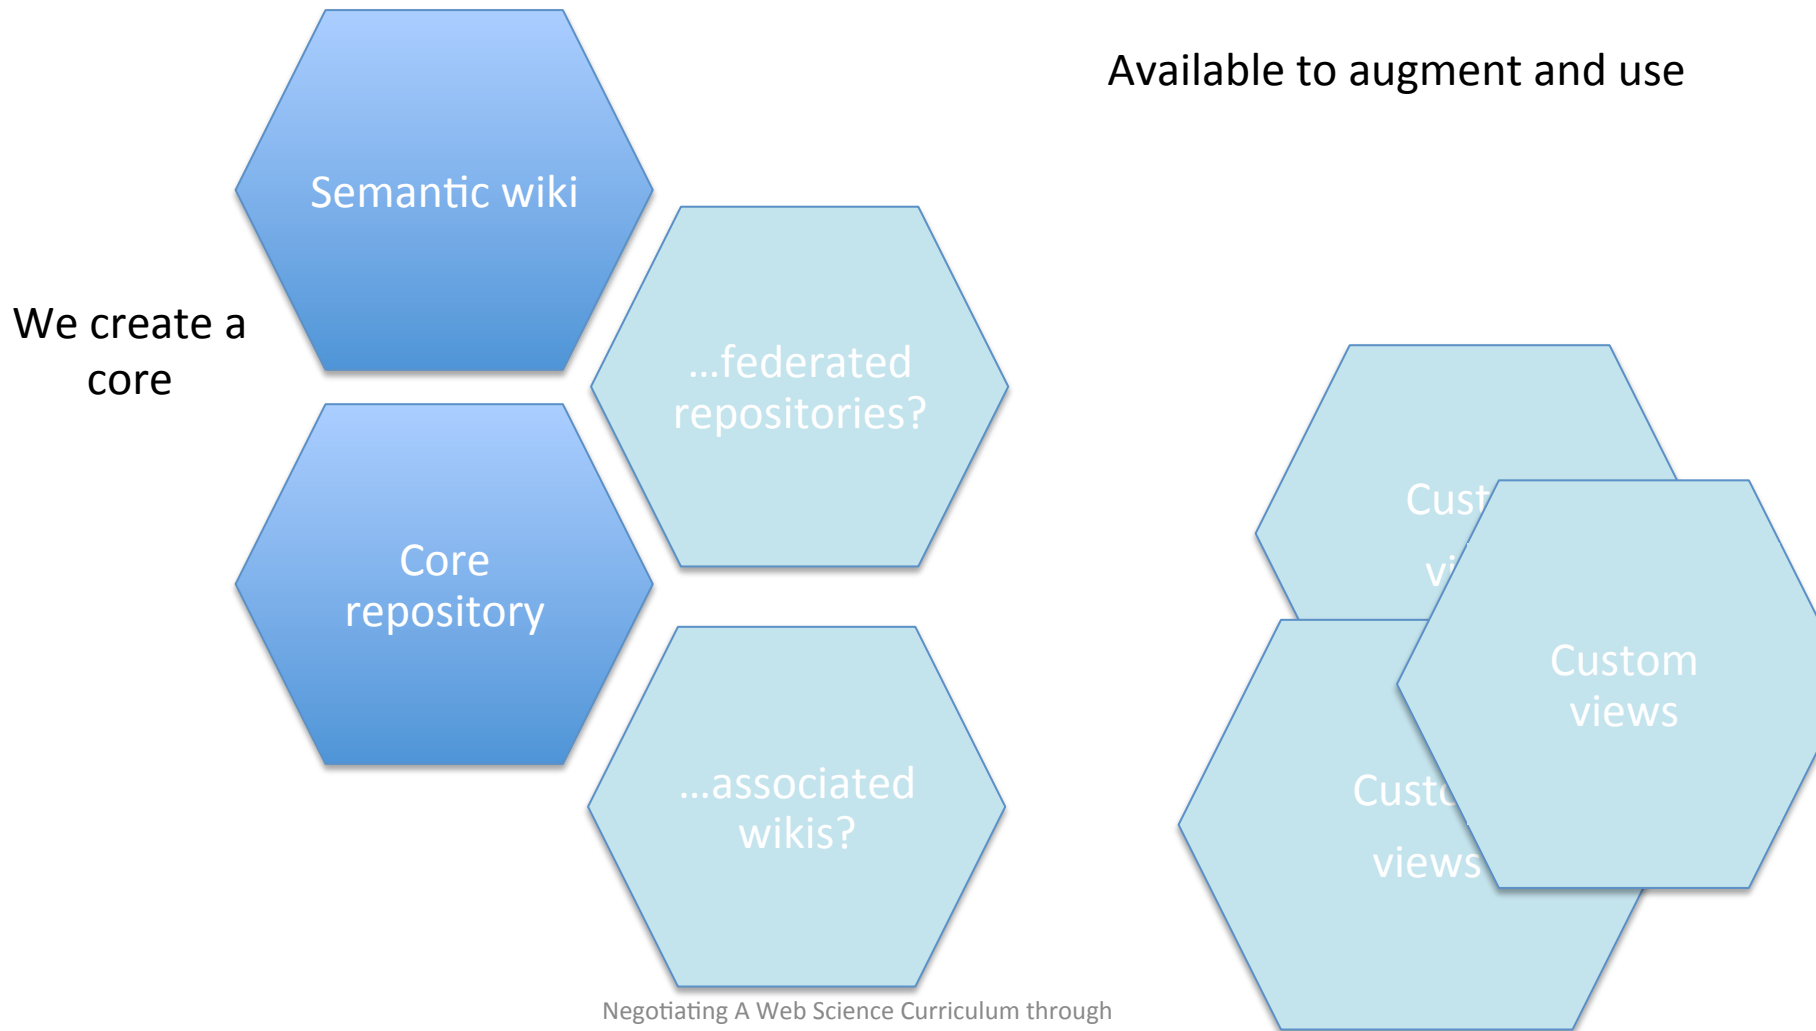 Available to augment and use
Semantic wiki
We create a
core
...federated
repositories?
Core
repository
...associated
wikis?
Custom
views
views
Negotiating A Web Science Curriculum through